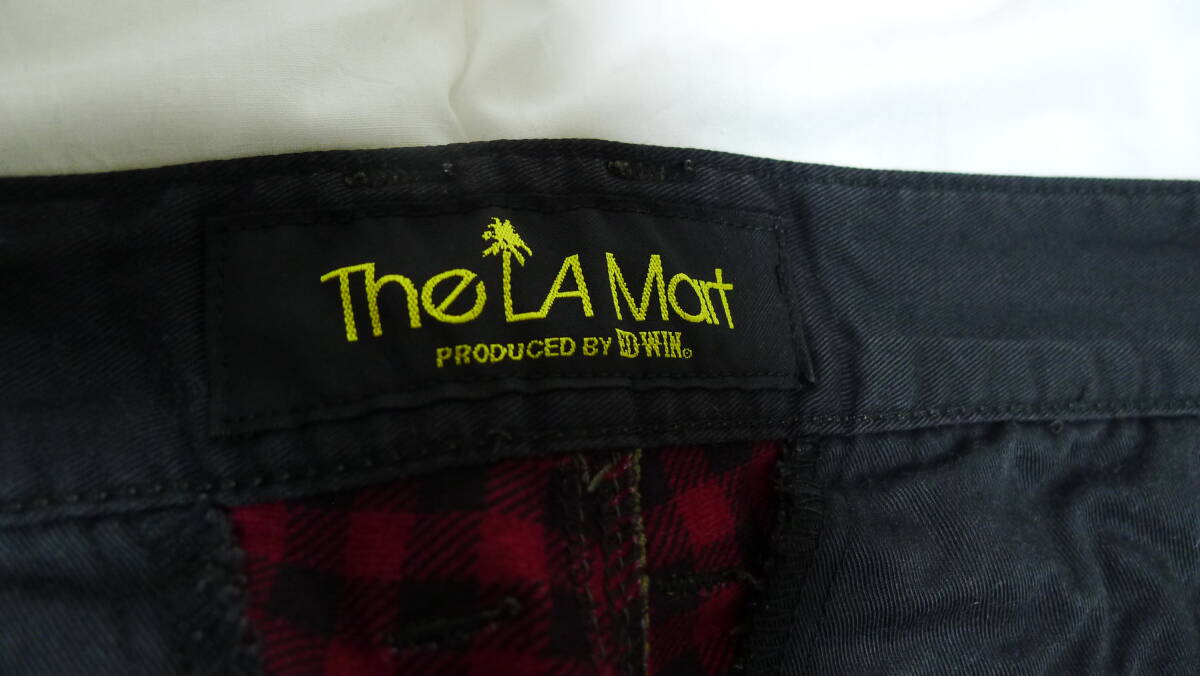 The LA Mart
PRODUCED BY EDWIN®